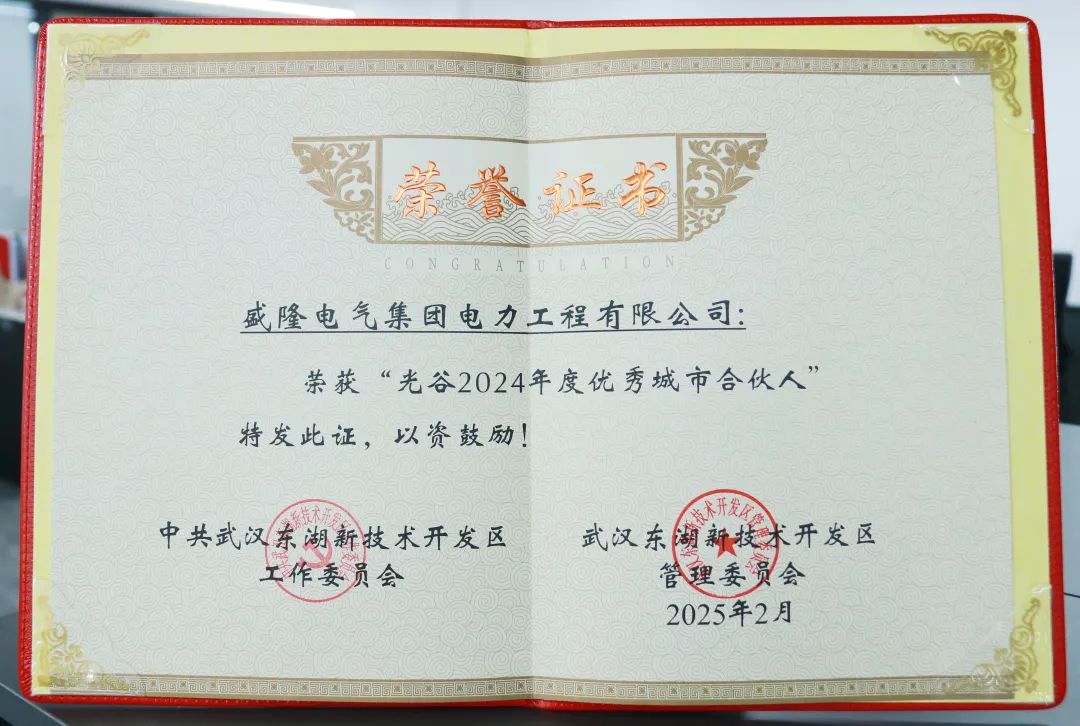 荣誉证书
CONGRATULATION
盛隆电气集团电力工程有限公司:
荣获“光谷2024年度优秀城市合伙人”
特发此证，以资鼓励!
中共武汉东湖新技术开发区
工作委员会
武汉东湖新技术开发区
管理委员会
2025年2月